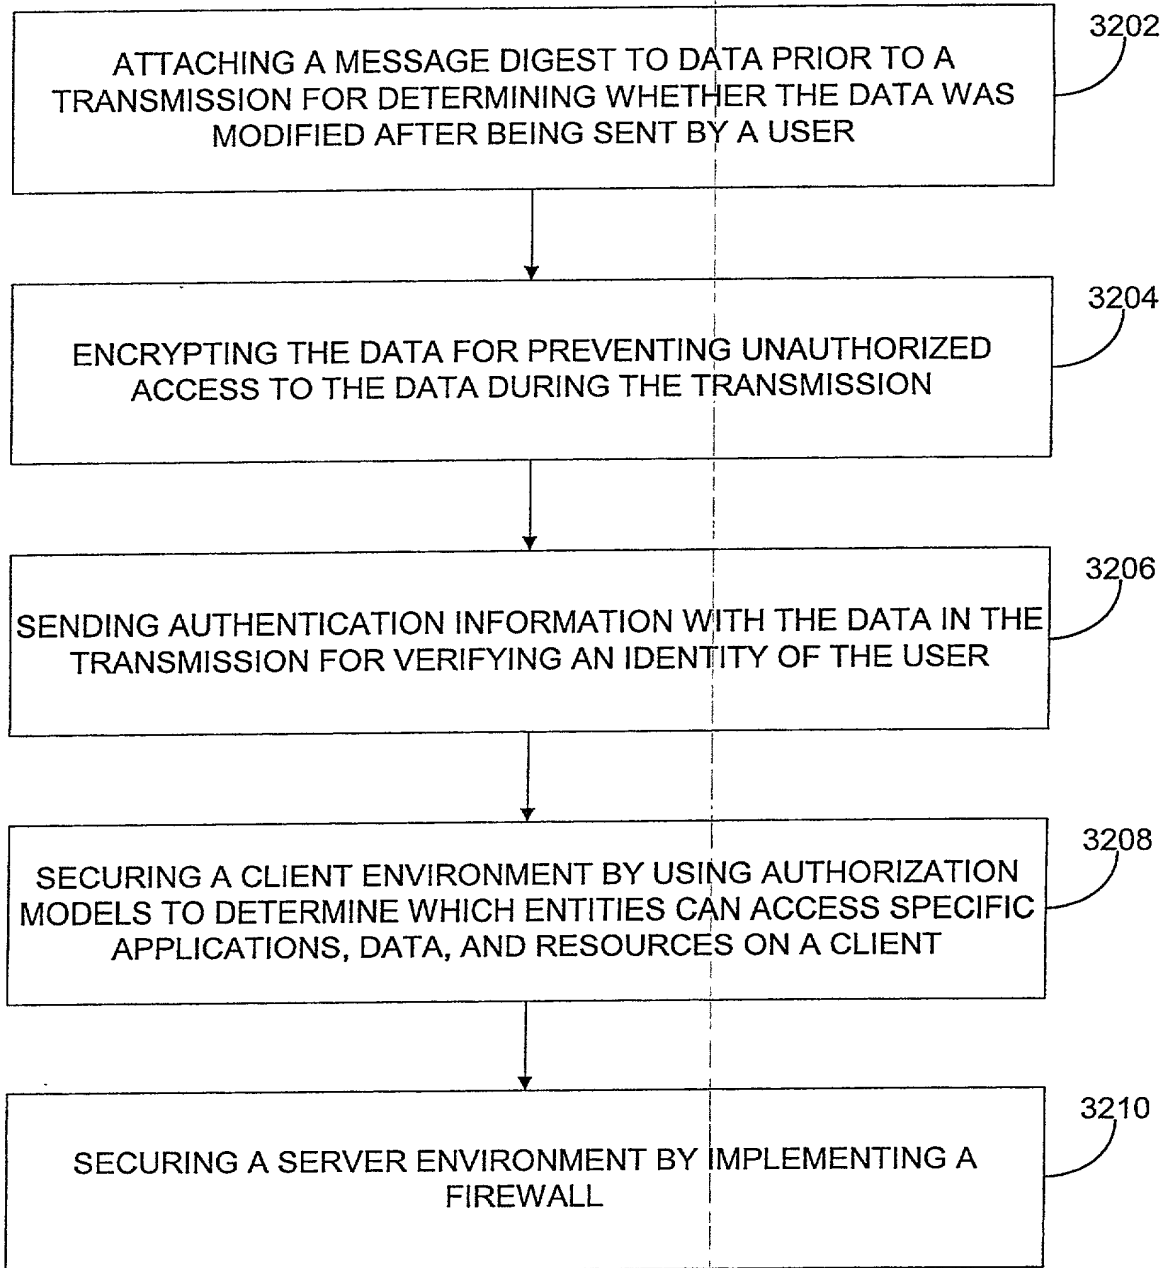 3202
ATTACHING A MESSAGE DIGEST TO DATA PRIOR TO A
TRANSMISSION FOR DETERMINING WHETHER THE DATA WAS
MODIFIED AFTER BEING SENT BY A USER
3204
ENCRYPTING THE DATA FOR PREVENTING UNAUTHORIZED
ACCESS TO THE DATA DURING THE TRANSMISSION
3206
SENDING AUTHENTICATION INFORMATION WITH THE DATA IN THE
TRANSMISSION FOR VERIFYING AN IDENTITY OF THE USER
3208
SECURING A CLIENT ENVIRONMENT BY USING AUTHORIZATION
MODELS TO DETERMINE WHICH ENTITIES CAN ACCESS SPECIFIC
APPLICATIONS, DATA, AND RESOURCES ON A CLIENT
3210
SECURING A SERVER ENVIRONMENT BY IMPLEMENTING A
FIREWALL